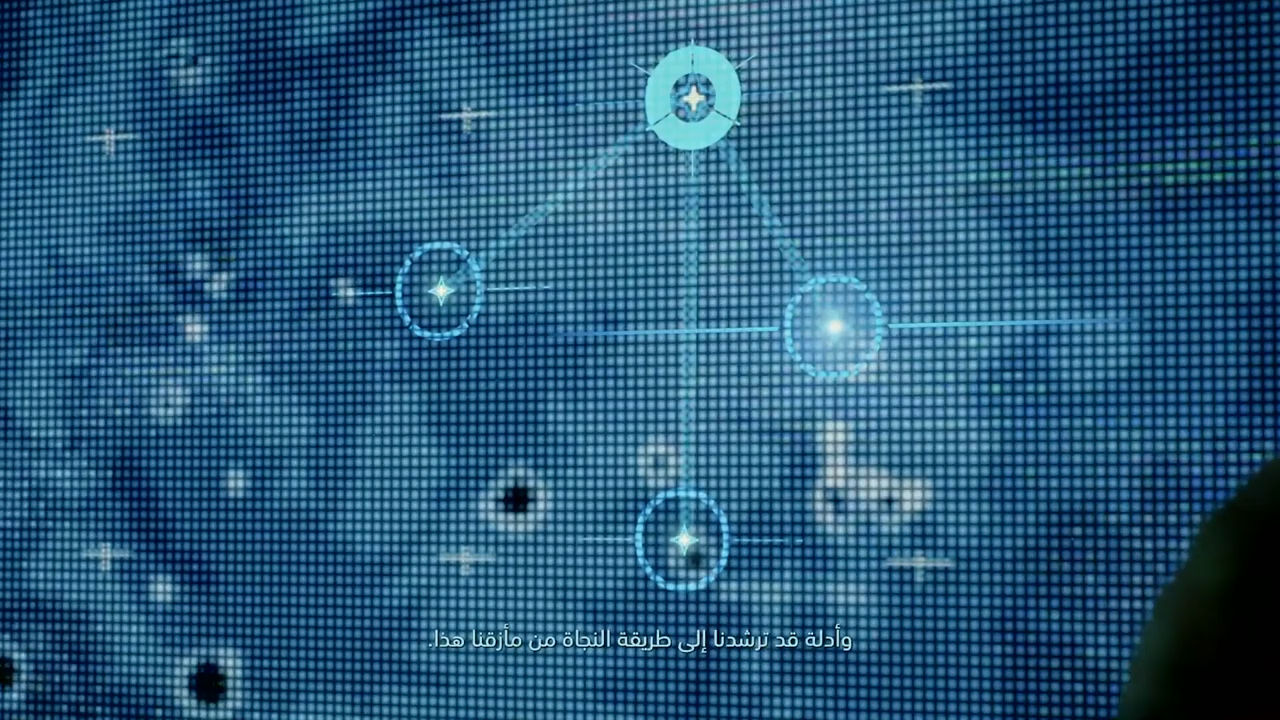 وأدلة قد ترشدنا إلى طريقة النجاة من مأزقنا هذا.